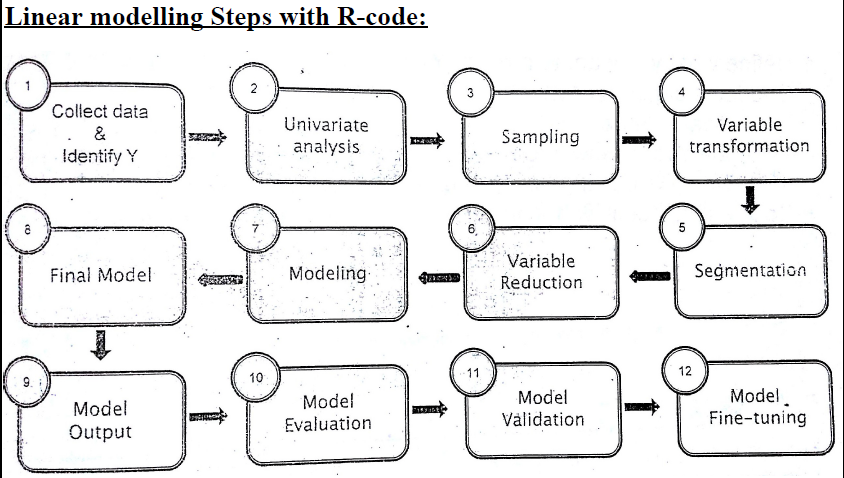 Linear modelling Steps with R-code:
1
Collect data
&
Identify Y
2
Univariate
analysis
3
Sampling
4
Variable
transformation
5
Segmentation
6
Variable
Reduction
7
Modeling
8
Final Model
9
Model
Output
10
Model
Evaluation
11
Model
Validation
12
Model
Fine-tuning